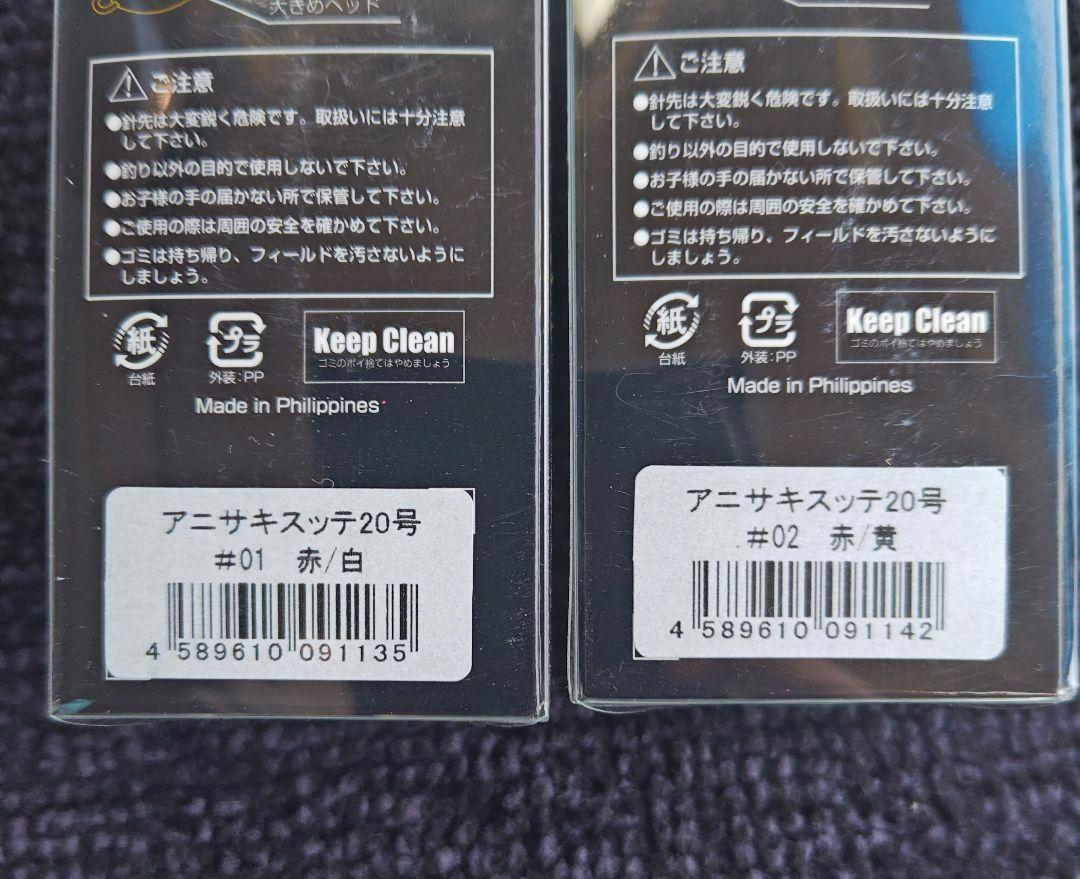 大きめヘッド
ご注意
●針先は大変鋭く危険です。取扱いには十分注意
して下さい。
●釣り以外の目的で使用しないで下さい。
●お子様の手の届かない所で保管して下さい。
●ご使用の際は周囲の安全を確かめて下さい。
●ゴミは持ち帰り、フィールドを汚さないように
しましょう。
紙
台紙
プラ
外装:PP
Keep Clean
ゴミのポイ捨てはやめましょう
Made in Philippines
アニサキスッテ20号
#01 赤/白
4 589610 091135
ご注意
●針先は大変鋭く危険です。取扱いには十分注意
して下さい。
●釣り以外の目的で使用しないで下さい。
●お子様の手の届かない所で保管して下さい。
●ご使用の際は周囲の安全を確かめて下さい。
●ゴミは持ち帰り、フィールドを汚さないように
しましょう。
紙
台紙
プラ
外装:PP
Keep Clean
ゴミのポイ捨てはやめましょう
Made in Philippines
アニサキスッテ20号
#02 赤/黄
4 589610 091142